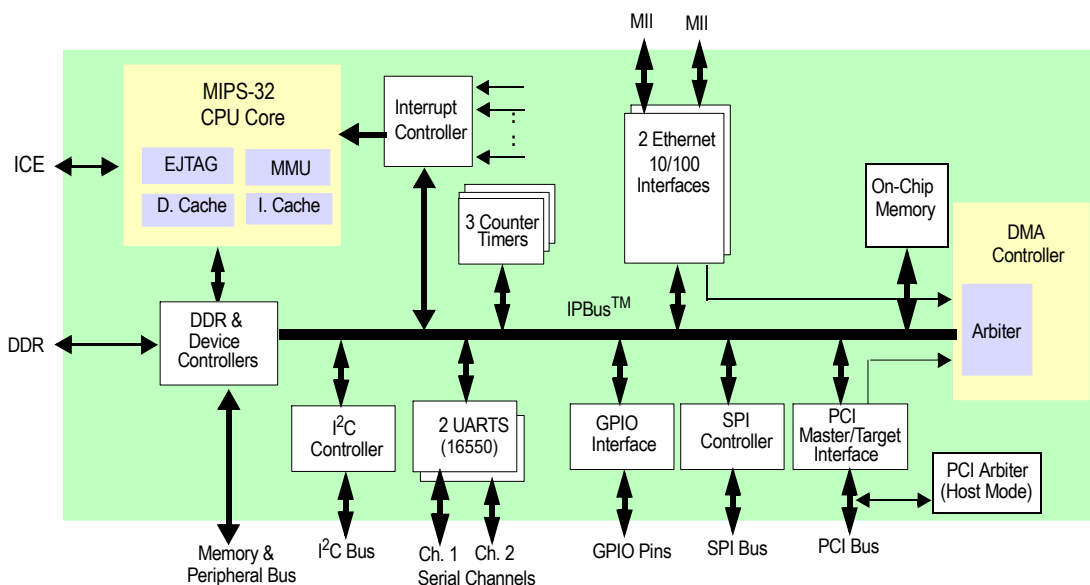 MII
MII
MIPS-32
CPU Core
EJTAG
MMU
D. Cache
I. Cache
ICE
Interrupt
Controller
3 Counter
Timers
2 Ethernet
10/100
Interfaces
On-Chip
Memory
DMA
Controller
Arbiter
IPBus™
DDR
DDR &
Device
Controllers
I²C
Controller
2 UARTS
(16550)
GPIO
Interface
SPI
Controller
PCI
Master/Target
Interface
PCI Arbiter
(Host Mode)
Memory &
Peripheral Bus
I²C Bus
Ch. 1
Ch. 2
Serial Channels
GPIO Pins
SPI Bus
PCI Bus